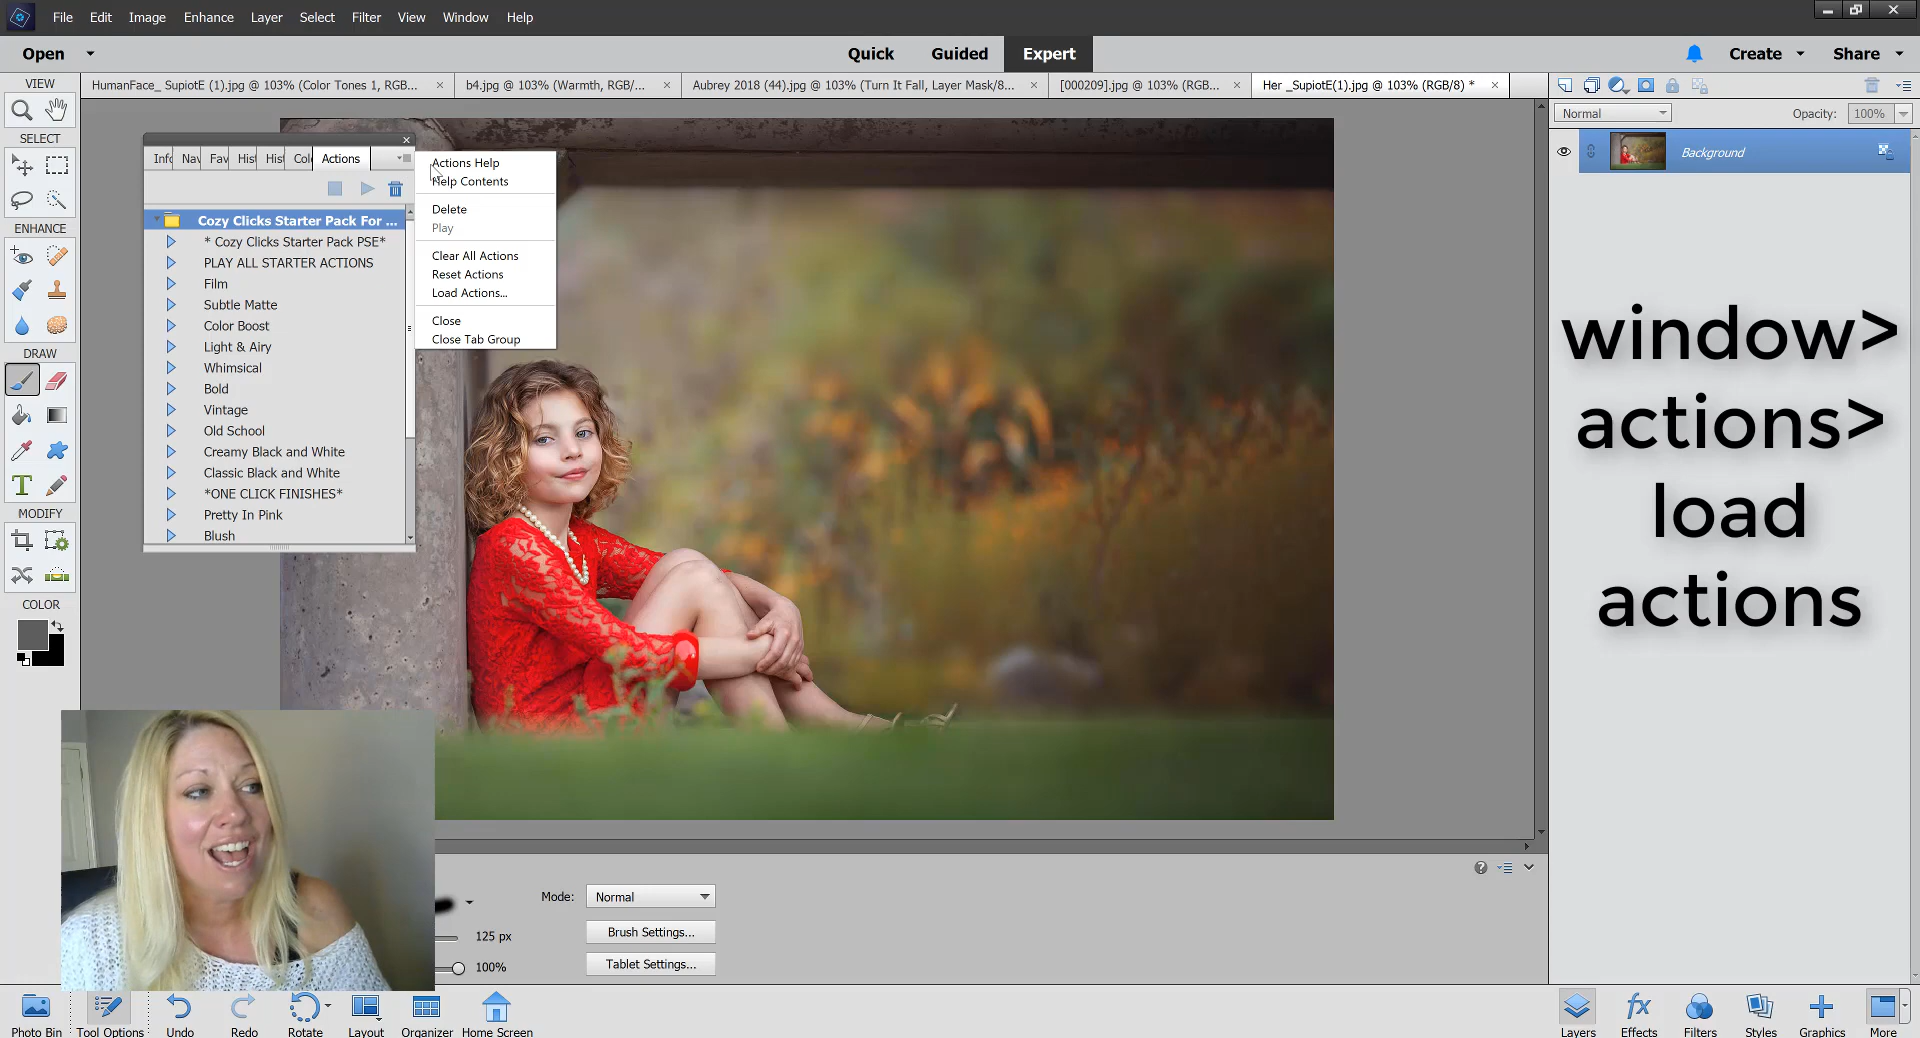 File Edit Image Enhance Layer Select Filter View Window Help
Open Quick Guided Expert Create Share
VIEW
HumanFace_ SupiotE (1).jpg @ 103% (Color Tones 1, RGB... × b4.jpg @ 103% (Warmth, RGB/... × Aubrey 2018 (44).jpg @ 103% (Turn It Fall, Layer Mask/8... × [000209].jpg @ 103% (RGB... × Her _SupiotE(1).jpg @ 103% (RGB/8) * ×
Normal Opacity: 100%
SELECT
Background
Info Nav Fav Hist Hist Col Actions
Actions Help
Help Contents
Delete
Play
Clear All Actions
Reset Actions
Load Actions...
Close
Close Tab Group
Cozy Clicks Starter Pack For ...
* Cozy Clicks Starter Pack PSE*
PLAY ALL STARTER ACTIONS
Film
Subtle Matte
Color Boost
Light & Airy
Whimsical
Bold
Vintage
Old School
Creamy Black and White
Classic Black and White
*ONE CLICK FINISHES*
Pretty In Pink
Blush
ENHANCE
DRAW
T
MODIFY
COLOR
window>
actions>
load
actions
Mode: Normal
125 px
Brush Settings...
100%
Tablet Settings...
Photo Bin Tool Options Undo Redo Rotate Layout Organizer Home Screen
fx
Layers Effects Filters Styles Graphics More